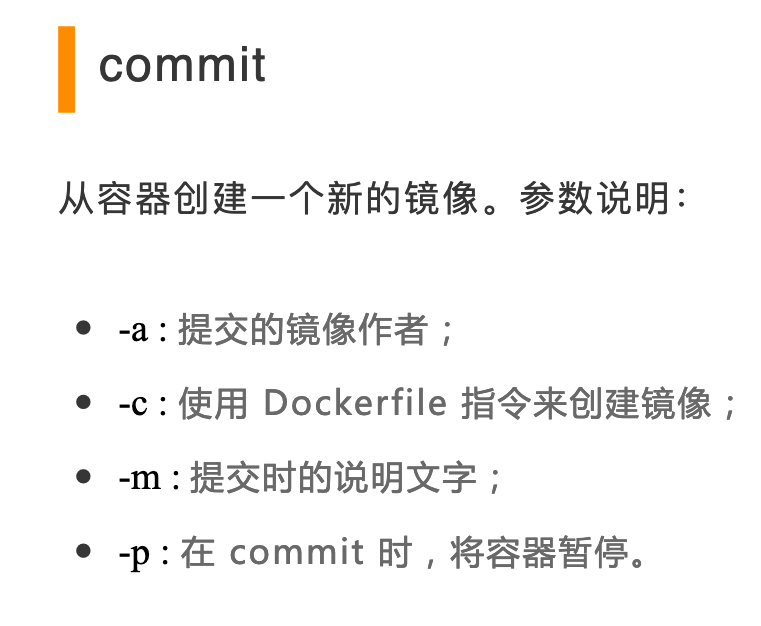 commit
从容器创建一个新的镜像。参数说明：
• -a : 提交的镜像作者；
• -c : 使用 Dockerfile 指令来创建镜像；
• -m : 提交时的说明文字；
• -p : 在 commit 时，将容器暂停。